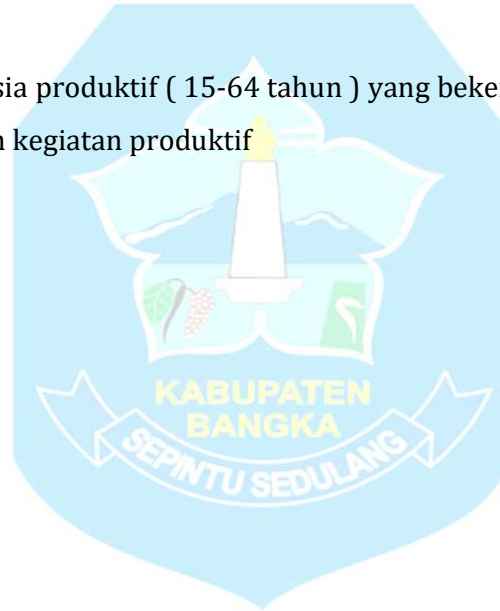 sia produktif ( 15-64 tahun ) yang beke
n kegiatan produktif
KABUPATEN
BANGKA
SEPINTU SEDULANG